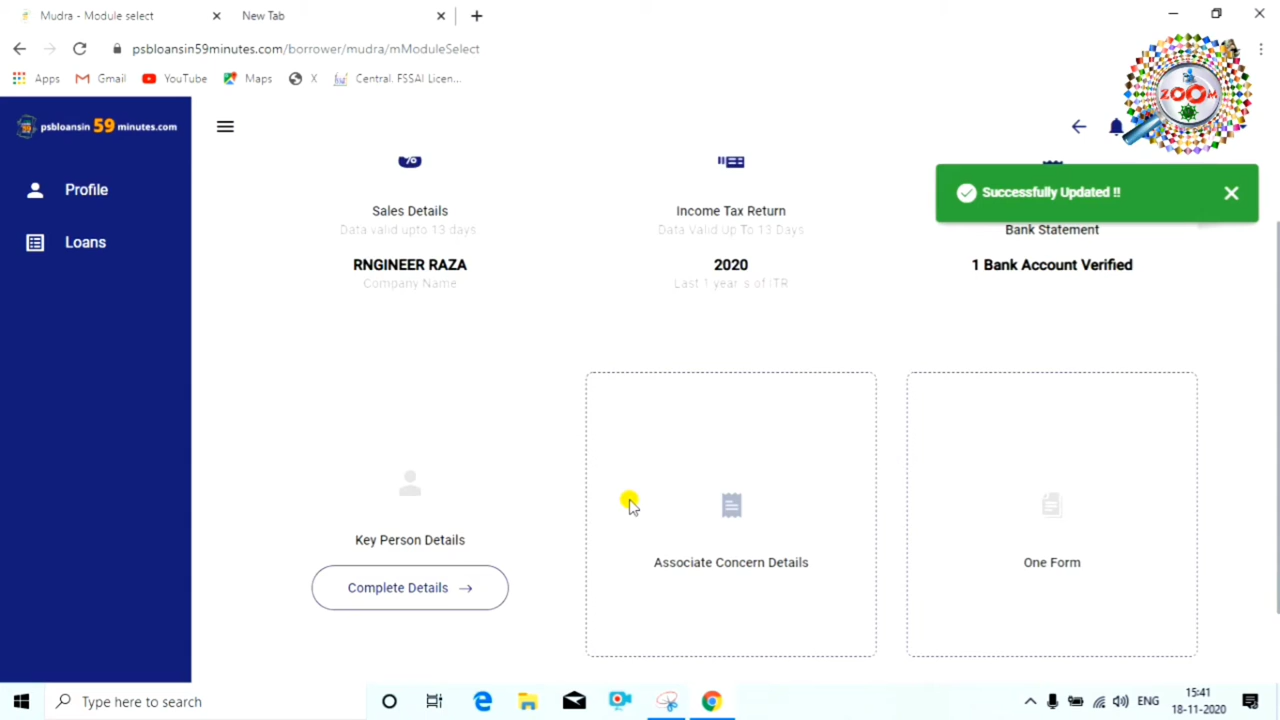 Mudra - Module select
New Tab
psbloansin59minutes.com/borrower/mudra/mModuleSelect
Apps
Gmail
YouTube
Maps
X
Central. FSSAI Licen...
ZOOM
psbloansin 59 minutes.com
Profile
Loans
Successfully Updated !!
Sales Details
Data valid upto 13 days
RNGINEER RAZA
Company Name
Income Tax Return
Data Valid Up To 13 Days
2020
Last 1 year s of ITR
Bank Statement
1 Bank Account Verified
Key Person Details
Complete Details
Associate Concern Details
One Form
Type here to search
ENG
15:41
18-11-2020